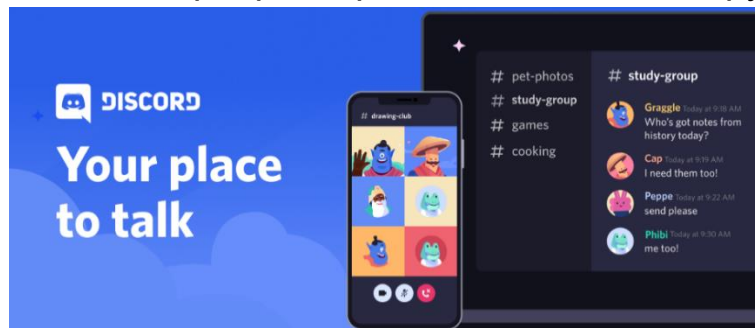 DISCORD
Your place
to talk
# drawing-club
# pet-photos
# study-group
# games
# cooking
# study-group
Graggle Today at 9:18 AM
Who's got notes from
history today?
Cap Today at 9:19 AM
I need them too!
Peppe Today at 9:22 AM
send please
Phibi Today at 9:30 AM
me too!